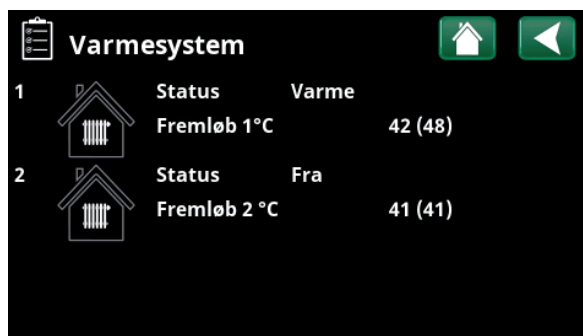 Varmesystem
1 Status Varme
Fremløb 1°C 42 (48)
2 Status Fra
Fremløb 2 °C 41 (41)